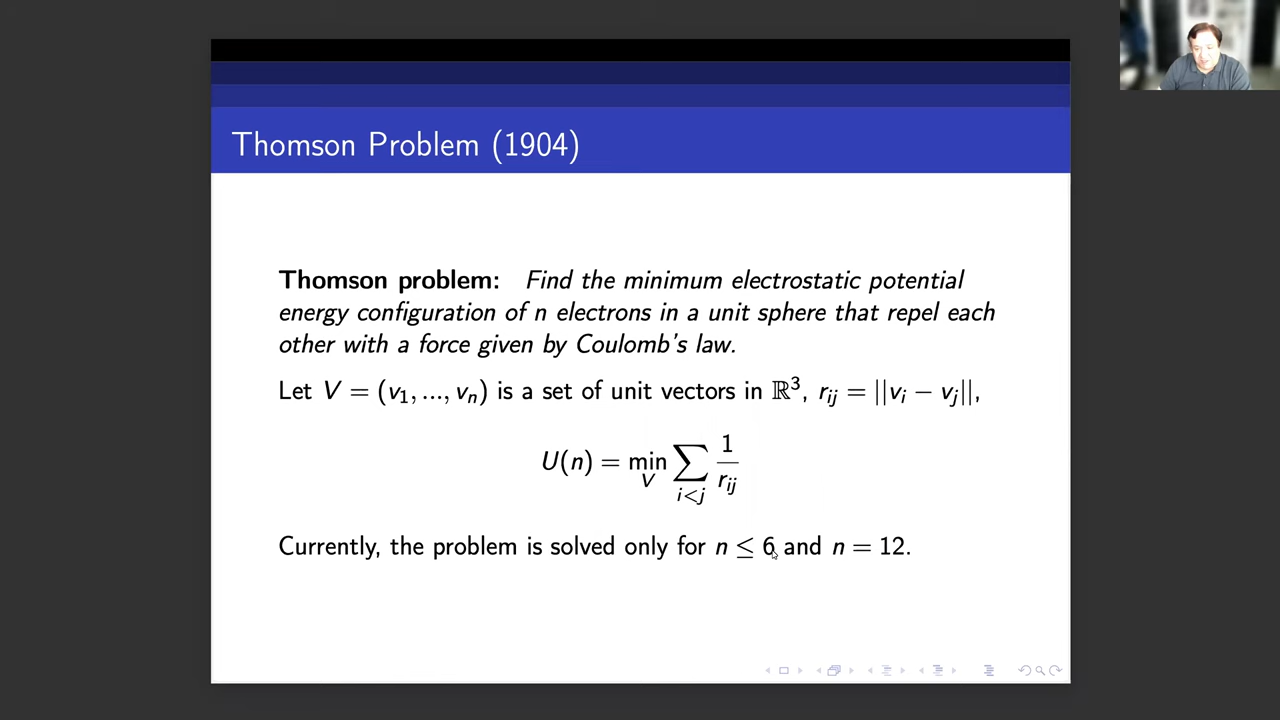 Thomson Problem (1904)
Thomson problem: Find the minimum electrostatic potential
energy configuration of n electrons in a unit sphere that repel each
other with a force given by Coulomb's law.
Let V = (v₁, ..., vₙ) is a set of unit vectors in ℝ³, rᵢⱼ = ||vᵢ − vⱼ||,
U(n) = min_V ∑_{i<j} 1/rᵢⱼ
Currently, the problem is solved only for n ≤ 6 and n = 12.